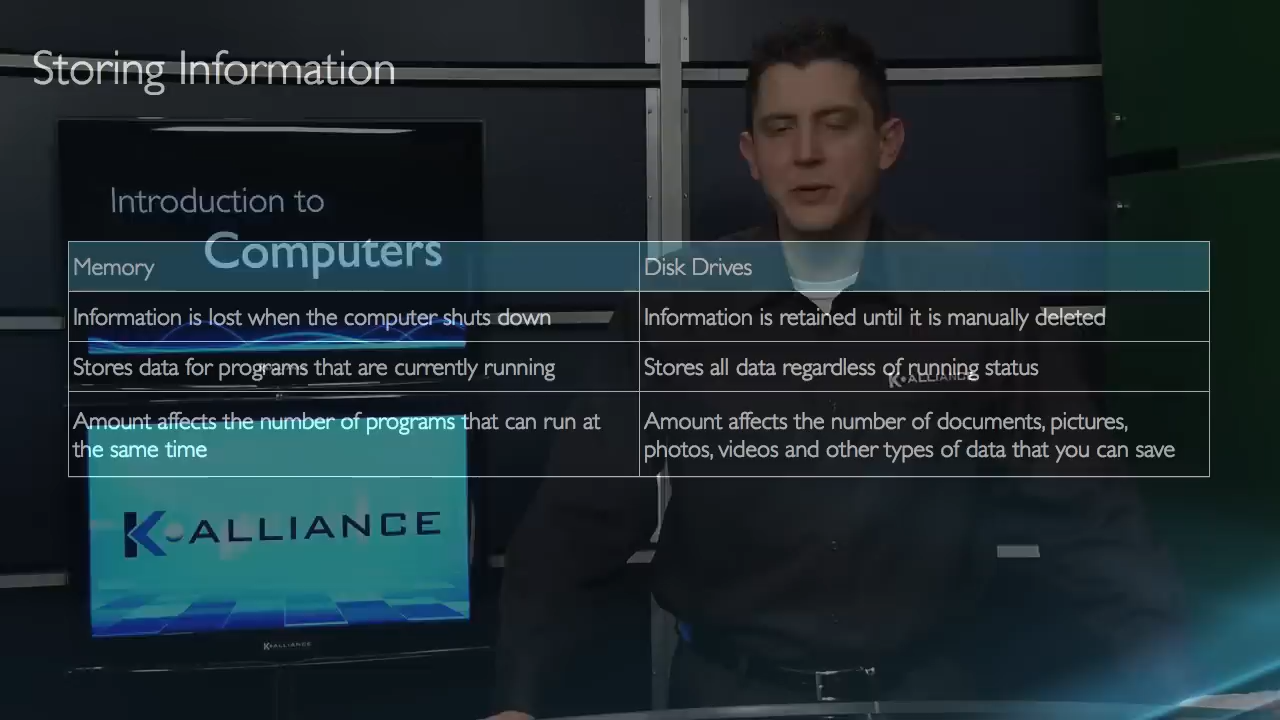 Storing Information
Introduction to
Computers
Memory
Disk Drives
Information is lost when the computer shuts down
Information is retained until it is manually deleted
Stores data for programs that are currently running
Stores all data regardless of running status
Amount affects the number of programs that can run at
the same time
Amount affects the number of documents, pictures,
photos, videos and other types of data that you can save
K•ALLIANCE
K•ALLIANCE
K•ALLIANCE